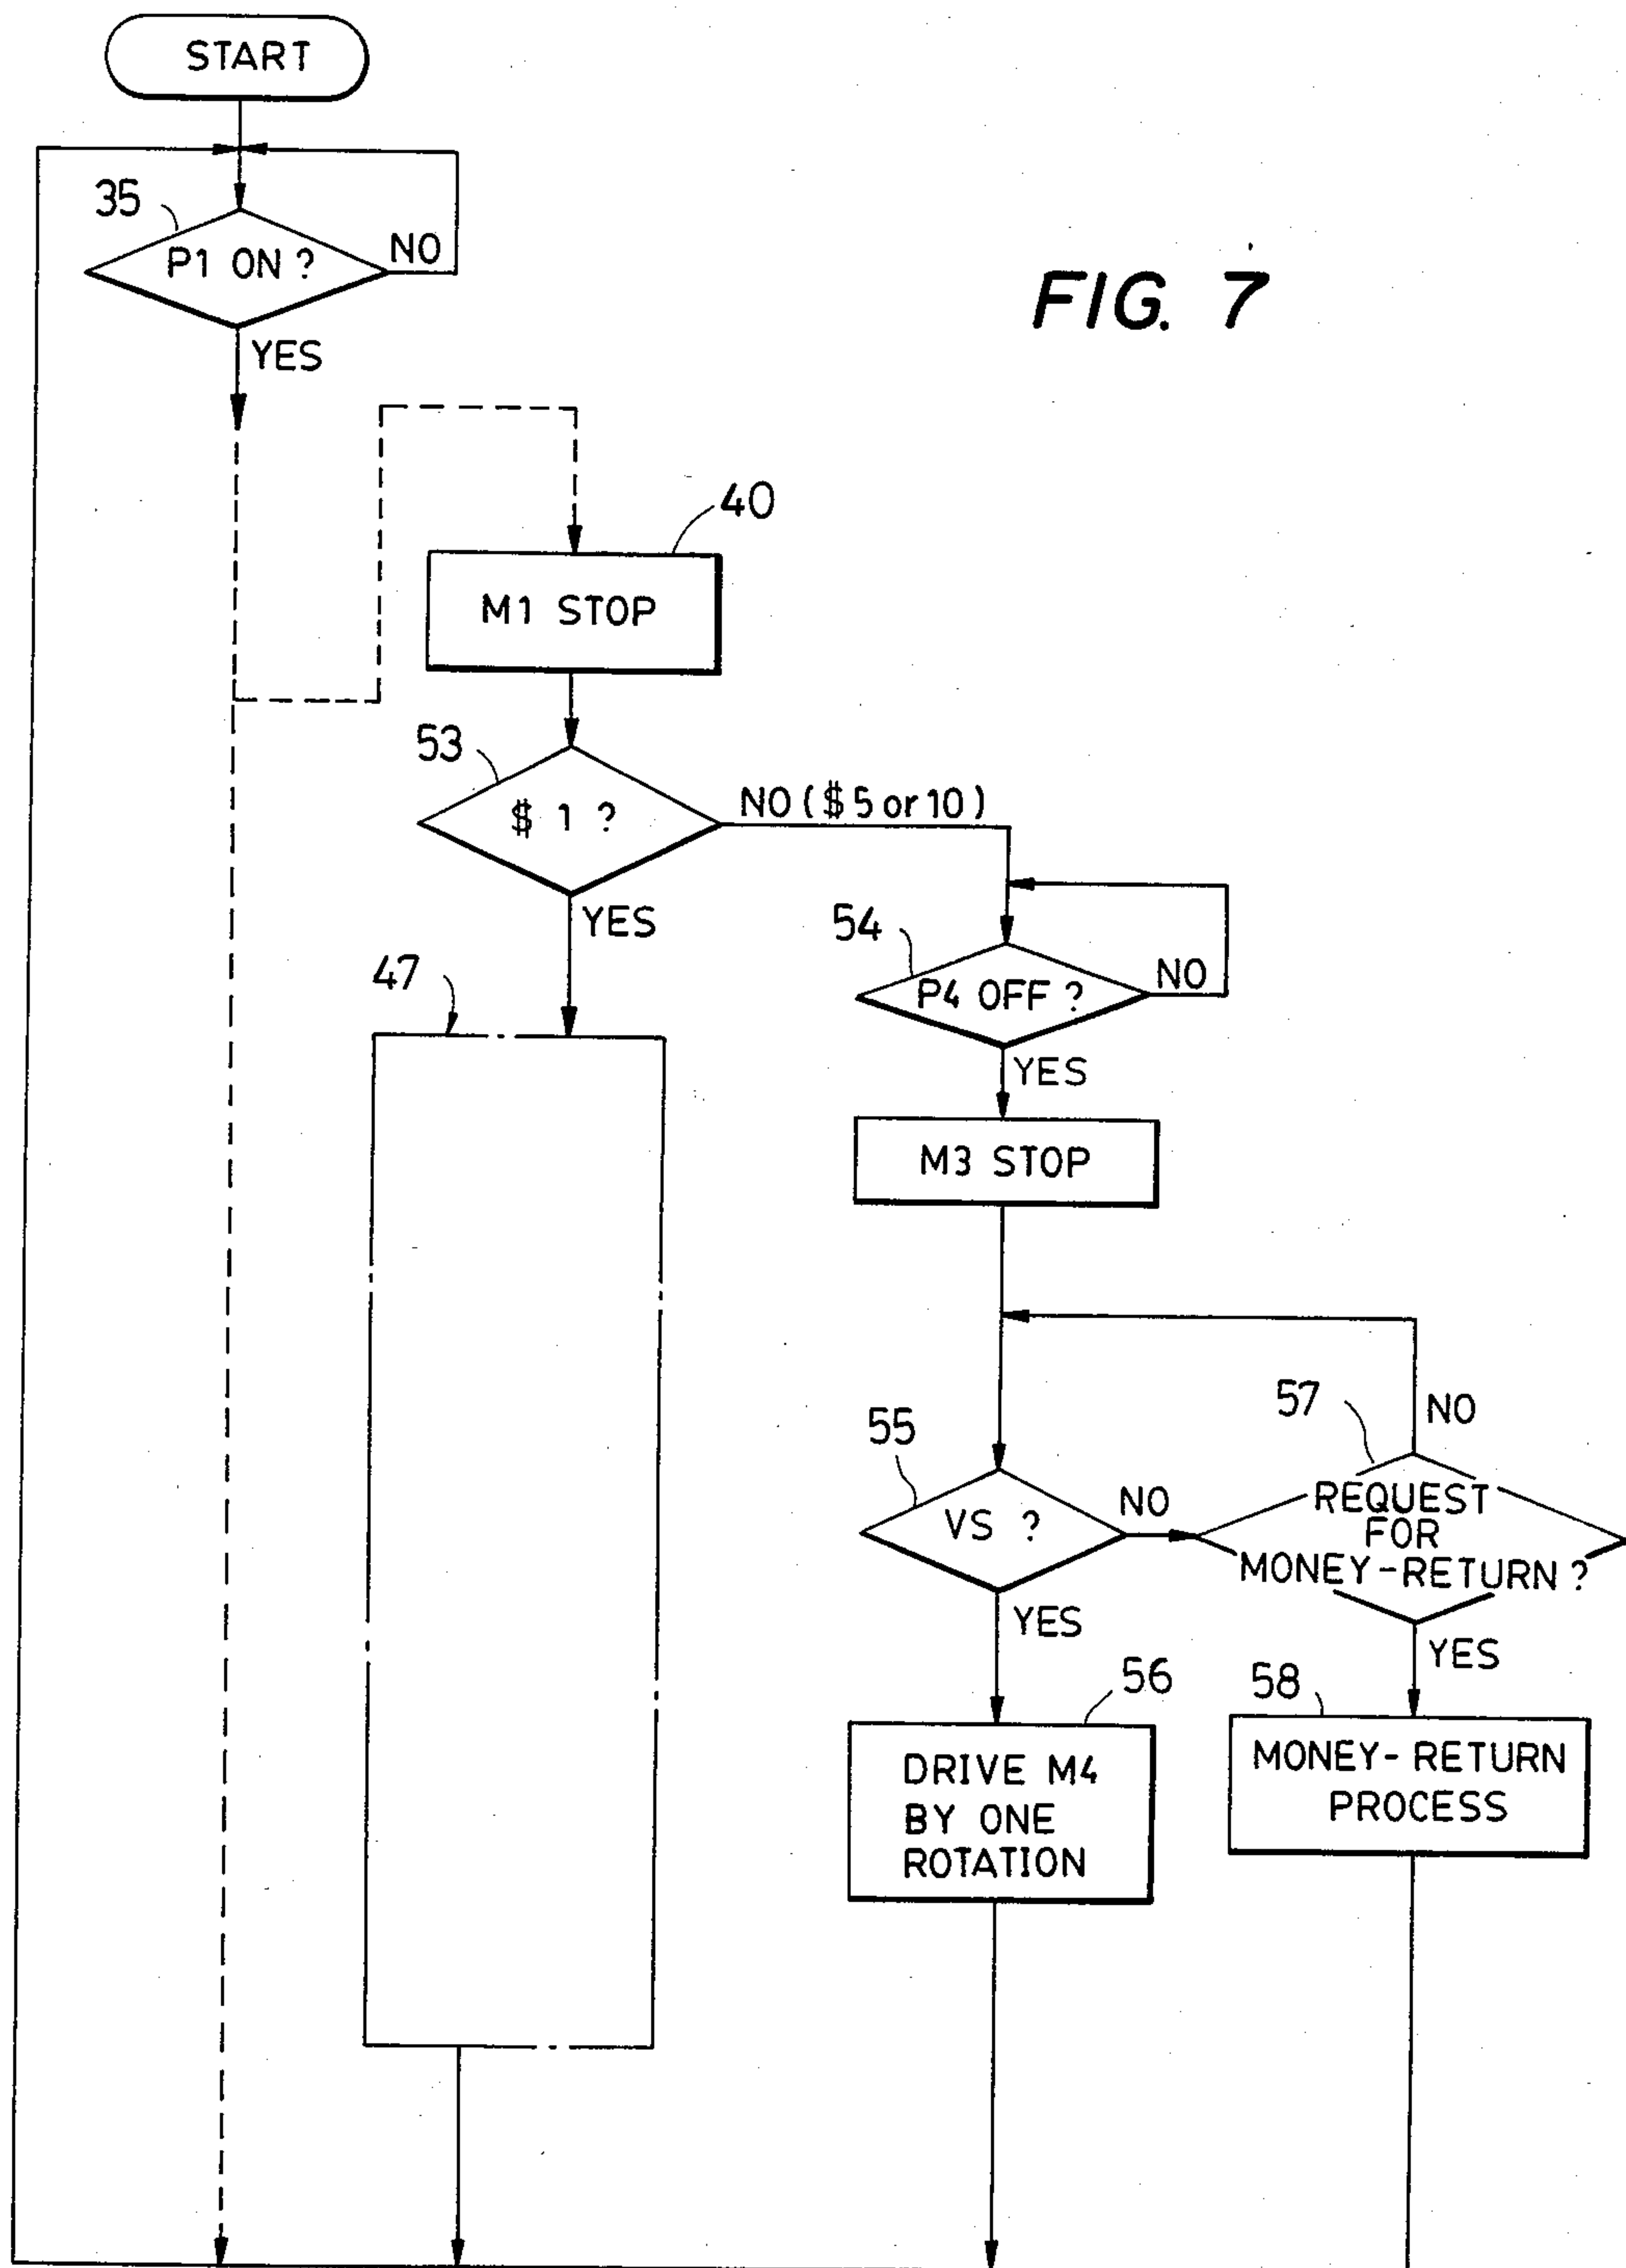 START
35
P1 ON ?
NO
FIG. 7
YES
40
M1 STOP
53
$ 1 ?
NO ( $ 5 or 10 )
YES
54
P4 OFF ?
NO
47
YES
M3 STOP
57
NO
55
VS ?
NO
REQUEST
FOR
MONEY-RETURN ?
YES
YES
56
58
DRIVE M4
BY ONE
ROTATION
MONEY-RETURN
PROCESS